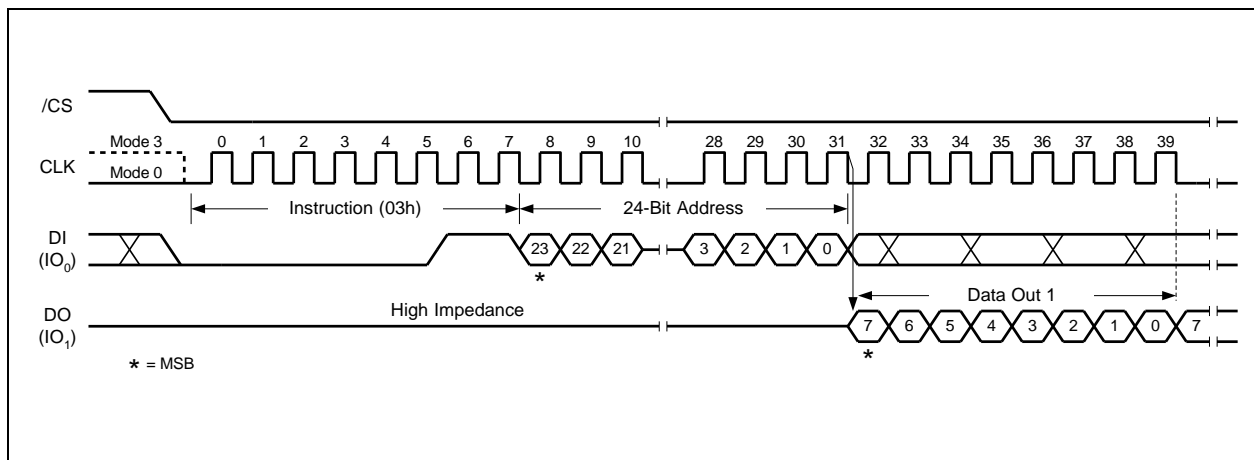 /CS
Mode 3 0 1 2 3 4 5 6 7 8 9 10 28 29 30 31 32 33 34 35 36 37 38 39
CLK Mode 0
Instruction (03h) 24-Bit Address
DI
(IO0) 23 22 21 3 2 1 0
*
High Impedance Data Out 1
DO
(IO1) 7 6 5 4 3 2 1 0 7
* = MSB *